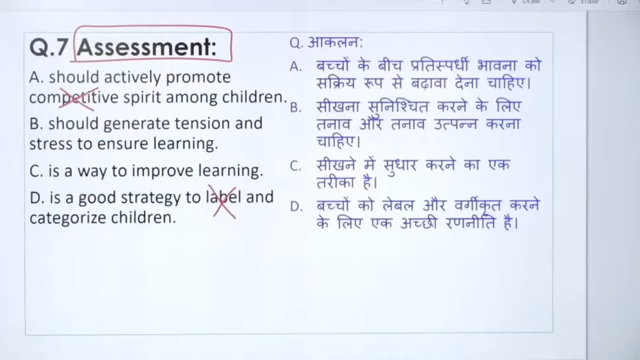 Draw
Erase
Q.7 Assessment:
A. should actively promote
competitive spirit among children.
B. should generate tension and
stress to ensure learning.
C. is a way to improve learning.
D. is a good strategy to label and
categorize children.
Q. आकलन:
A. बच्चों के बीच प्रतिस्पर्धी भावना को
सक्रिय रूप से बढ़ावा देना चाहिए।
B. सीखना सुनिश्चित करने के लिए
तनाव और तनाव उत्पन्न करना
चाहिए।
C. सीखने में सुधार करने का एक
तरीका है।
D. बच्चों को लेबल और वर्गीकृत करने
के लिए एक अच्छी रणनीति है।